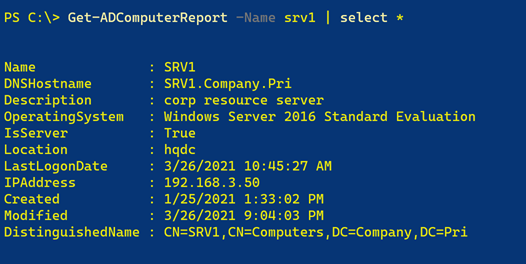 PS C:\> Get-ADComputerReport -Name srv1 | select *
Name              : SRV1
DNSHostname       : SRV1.Company.Pri
Description       : corp resource server
OperatingSystem   : Windows Server 2016 Standard Evaluation
IsServer          : True
Location          : hqdc
LastLogonDate     : 3/26/2021 10:45:27 AM
IPAddress         : 192.168.3.50
Created           : 1/25/2021 1:33:02 PM
Modified          : 3/26/2021 9:04:03 PM
DistinguishedName : CN=SRV1,CN=Computers,DC=Company,DC=Pri